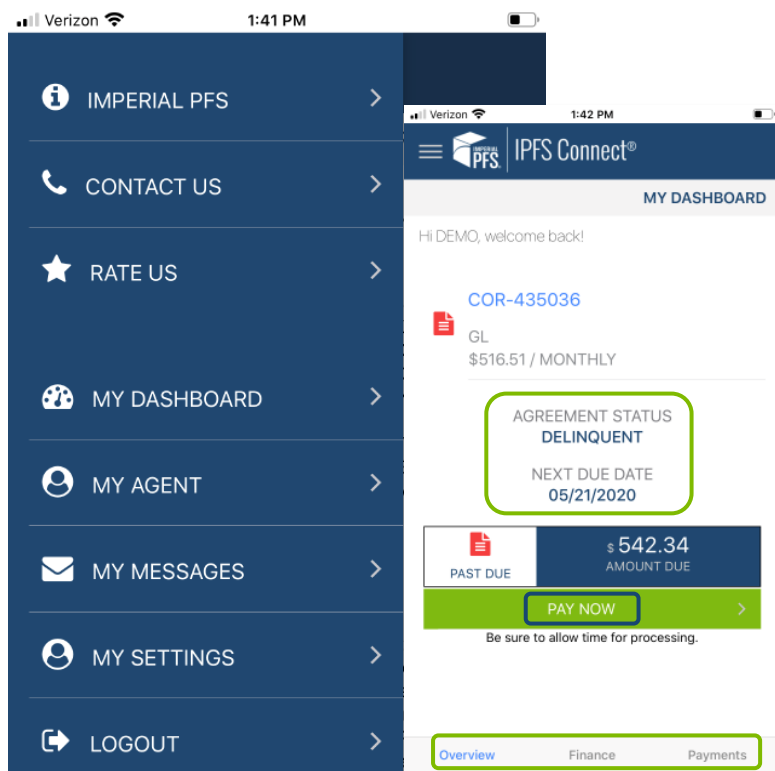 Verizon
1:41 PM
IMPERIAL PFS
CONTACT US
RATE US
MY DASHBOARD
MY AGENT
MY MESSAGES
MY SETTINGS
LOGOUT
Verizon
1:42 PM
IMPERIAL
PFS.
IPFS Connect®
MY DASHBOARD
Hi DEMO, welcome back!
COR-435036
GL
$516.51 / MONTHLY
AGREEMENT STATUS
DELINQUENT
NEXT DUE DATE
05/21/2020
PAST DUE
$ 542.34
AMOUNT DUE
PAY NOW
Be sure to allow time for processing.
Overview Finance Payments